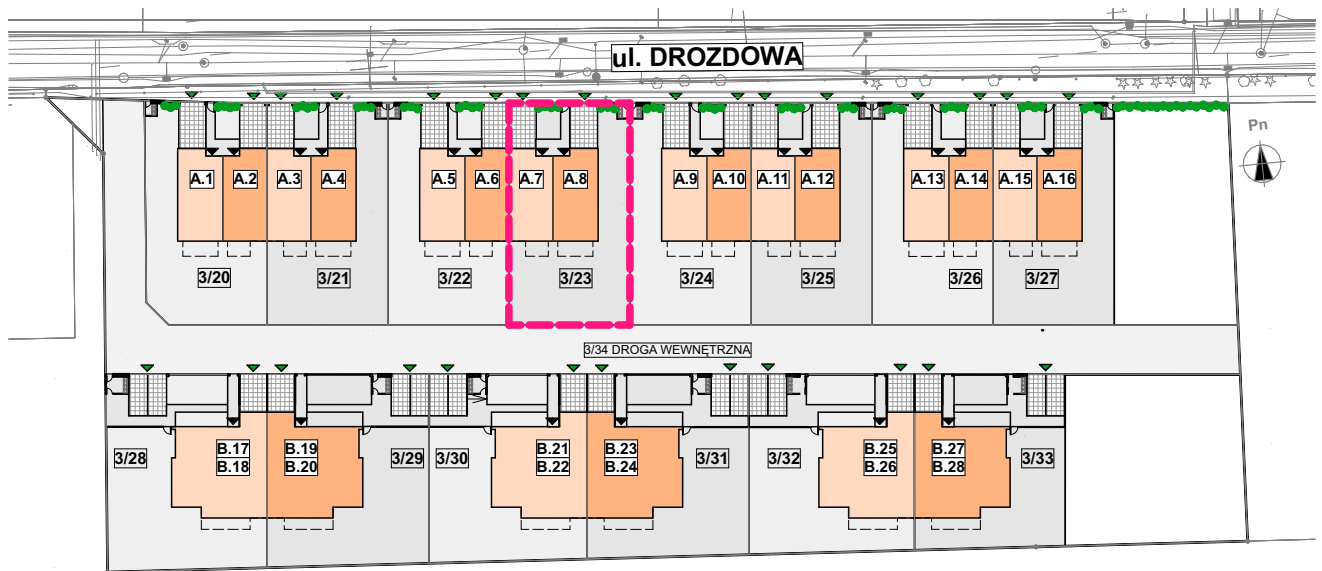 ul. DROZDOWA
Pn
A.1 A.2 A.3 A.4 A.5 A.6 A.7 A.8 A.9 A.10 A.11 A.12 A.13 A.14 A.15 A.16
3/20 3/21 3/22 3/23 3/24 3/25 3/26 3/27
3/34 DROGA WEWNĘTRZNA
B.17 B.19 B.21 B.23 B.25 B.27
3/28 B.18 B.20 3/29 3/30 B.22 B.24 3/31 3/32 B.26 B.28 3/33